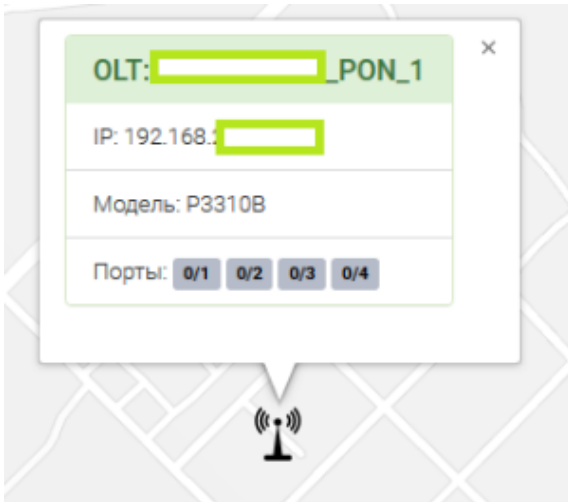 OLT: _PON_1
×
IP: 192.168.
Модель: P3310B
Порты: 0/1 0/2 0/3 0/4